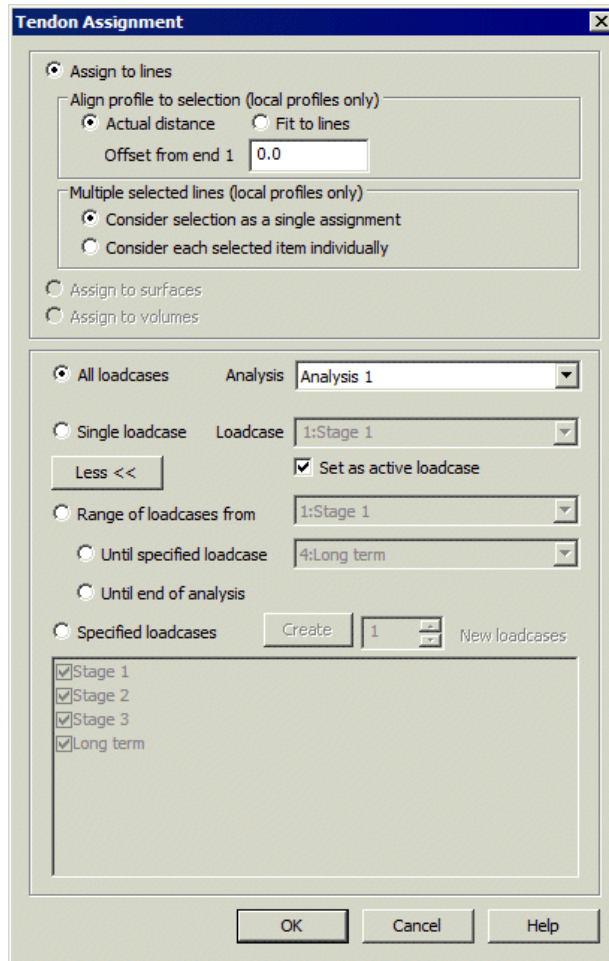 Tendon Assignment
Assign to lines
Align profile to selection (local profiles only)
Actual distance Fit to lines
Offset from end 1 0.0
Multiple selected lines (local profiles only)
Consider selection as a single assignment
Consider each selected item individually
Assign to surfaces
Assign to volumes
All loadcases Analysis Analysis 1
Single loadcase Loadcase 1:Stage 1
Less << Set as active loadcase
Range of loadcases from 1:Stage 1
Until specified loadcase 4:Long term
Until end of analysis
Specified loadcases Create 1 New loadcases
Stage 1
Stage 2
Stage 3
Long term
OK Cancel Help